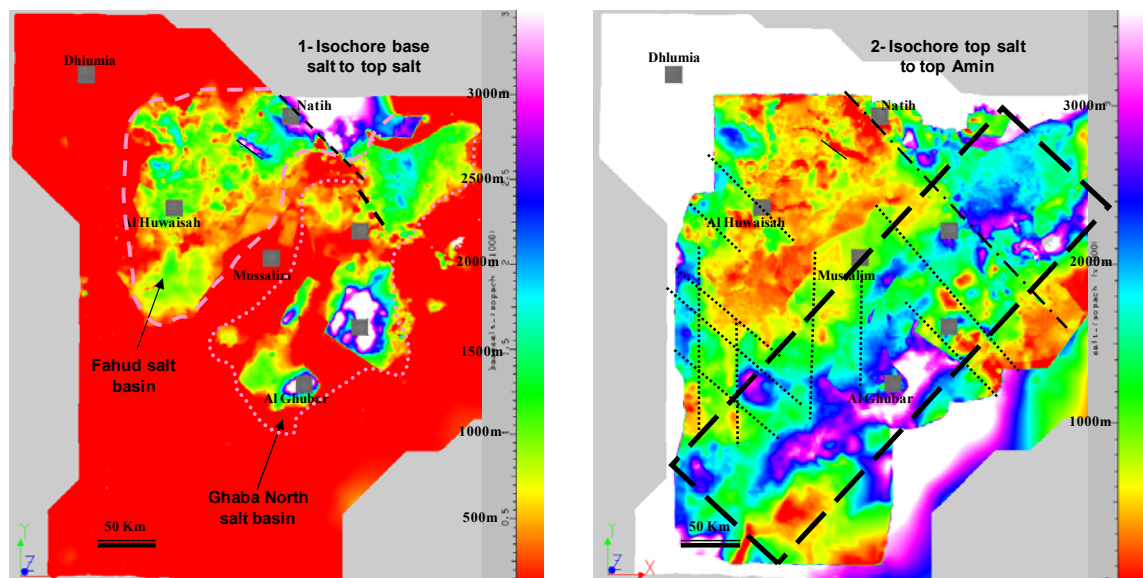 1- Isochore base
salt to top salt
Dhlumia
Natih
3000m
2500m
Al Huwaisah
Mussalim
2000m
Fahud salt
basin
1500m
Al Ghubar
1000m
Ghaba North
salt basin
500m
50 Km
Y
Z
2- Isochore top salt
to top Amin
Dhlumia
Natih
3000m
Al Huwaisah
Mussalim
2000m
Al Ghubar
1000m
50 Km
Y
Z
X